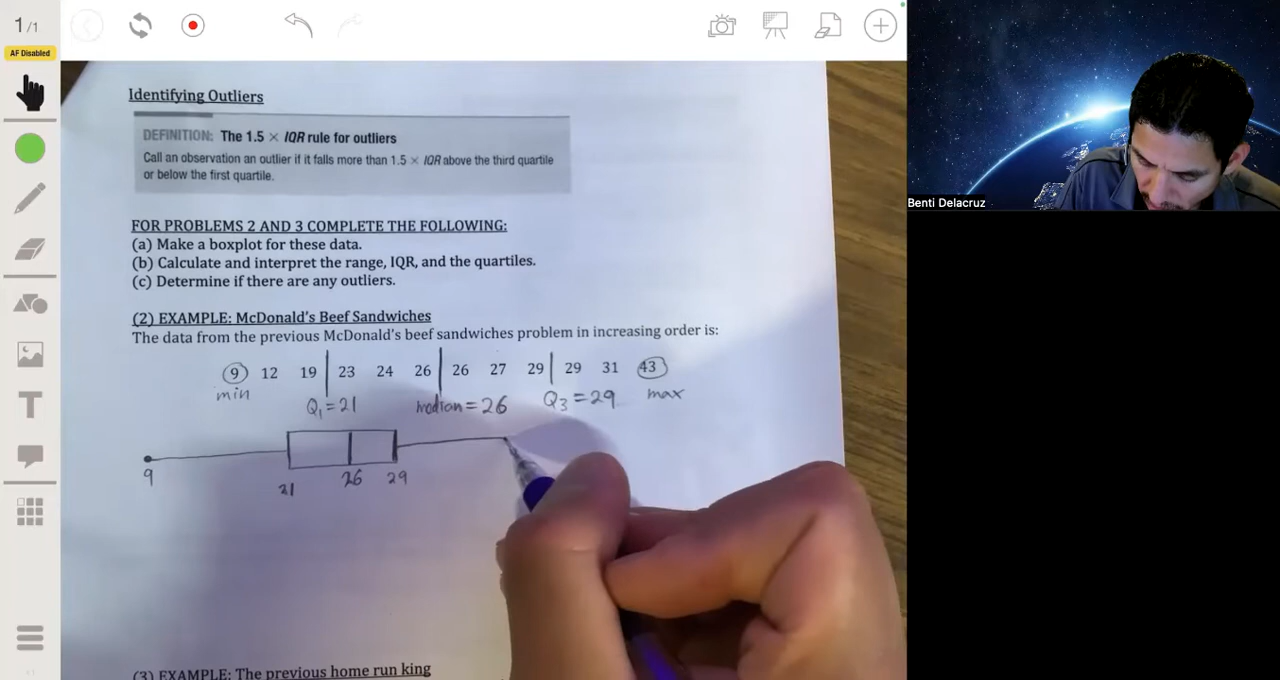 1/1
AF Disabled
Identifying Outliers
DEFINITION: The 1.5 × IQR rule for outliers
Call an observation an outlier if it falls more than 1.5 × IQR above the third quartile
or below the first quartile.
FOR PROBLEMS 2 AND 3 COMPLETE THE FOLLOWING:
(a) Make a boxplot for these data.
(b) Calculate and interpret the range, IQR, and the quartiles.
(c) Determine if there are any outliers.
(2) EXAMPLE: McDonald's Beef Sandwiches
The data from the previous McDonald's beef sandwiches problem in increasing order is:
9 12 19 23 24 26 26 27 29 29 31 43
min Q1=21 median=26 Q3=29 max
9 21 26 29
(3) EXAMPLE: The previous home run king
T
Benti Delacruz